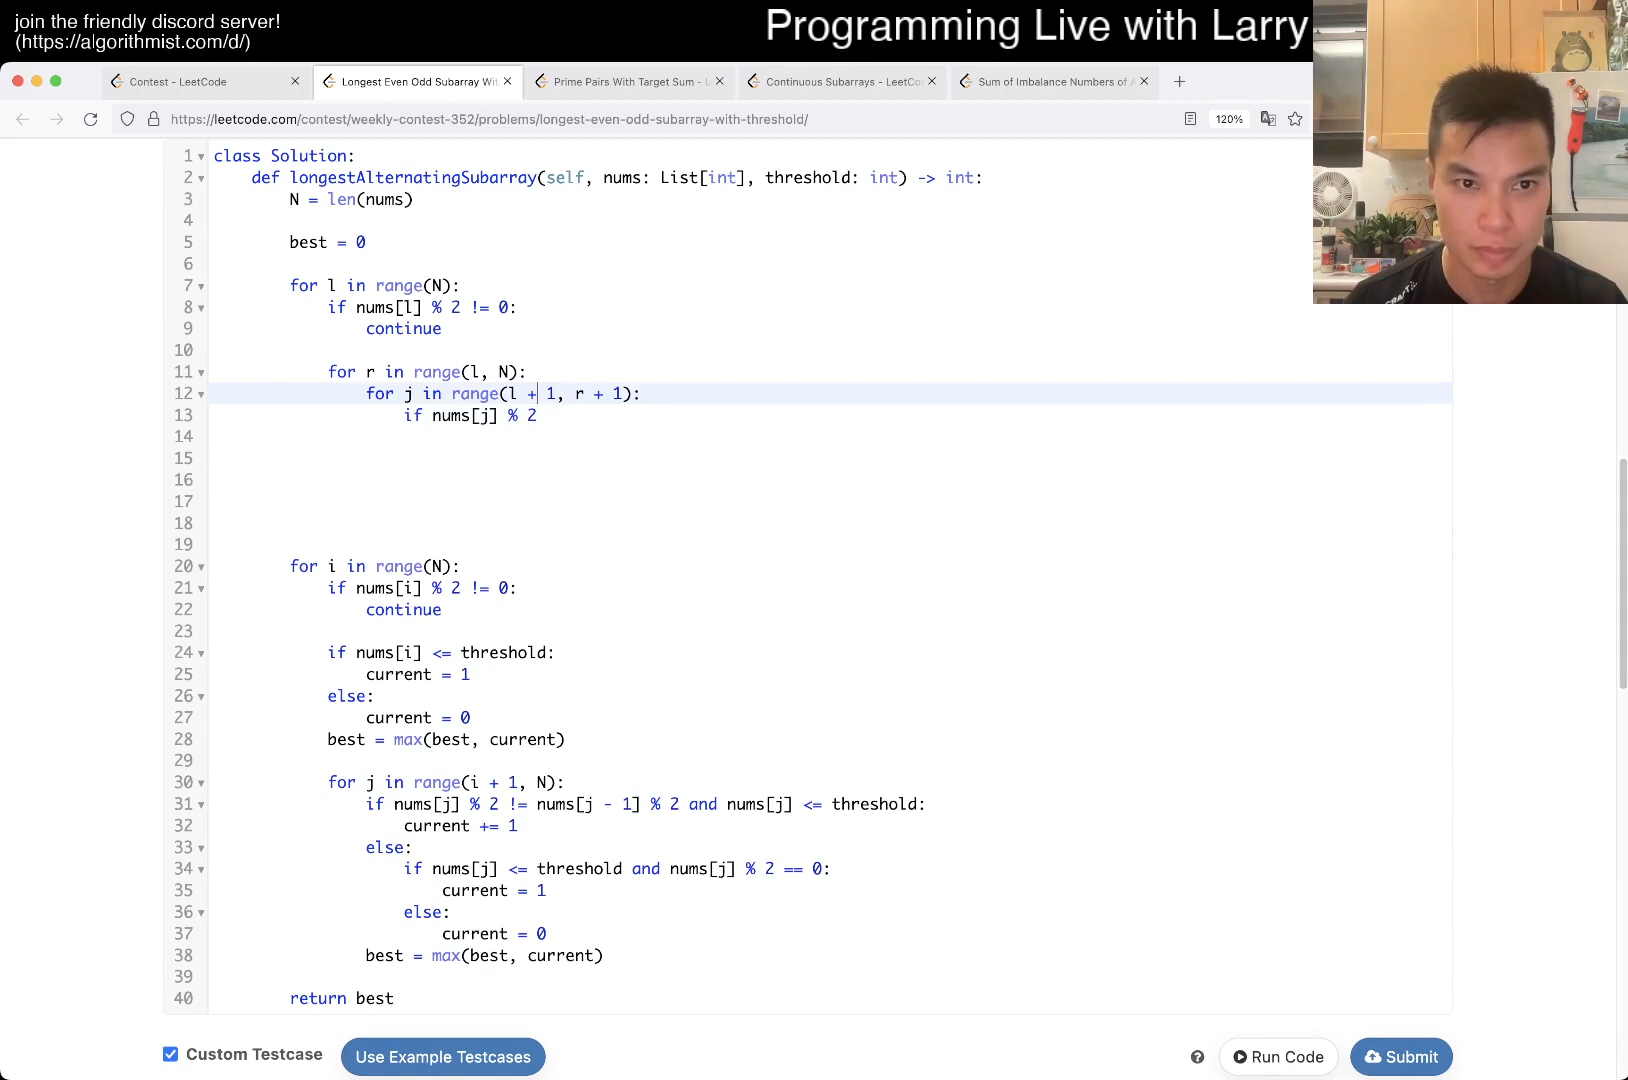 join the friendly discord server!
(https://algorithmist.com/d/)
Programming Live with Larry
Contest - LeetCode
Longest Even Odd Subarray Wit
Prime Pairs With Target Sum - L
Continuous Subarrays - LeetCo
Sum of Imbalance Numbers of A
https://leetcode.com/contest/weekly-contest-352/problems/longest-even-odd-subarray-with-threshold/
120%
1 class Solution:
2 def longestAlternatingSubarray(self, nums: List[int], threshold: int) -> int:
3 N = len(nums)
4
5 best = 0
6
7 for l in range(N):
8 if nums[l] % 2 != 0:
9 continue
10
11 for r in range(l, N):
12 for j in range(l + 1, r + 1):
13 if nums[j] % 2
14
15
16
17
18
19
20 for i in range(N):
21 if nums[i] % 2 != 0:
22 continue
23
24 if nums[i] <= threshold:
25 current = 1
26 else:
27 current = 0
28 best = max(best, current)
29
30 for j in range(i + 1, N):
31 if nums[j] % 2 != nums[j - 1] % 2 and nums[j] <= threshold:
32 current += 1
33 else:
34 if nums[j] <= threshold and nums[j] % 2 == 0:
35 current = 1
36 else:
37 current = 0
38 best = max(best, current)
39
40 return best
Custom Testcase
Use Example Testcases
Run Code
Submit